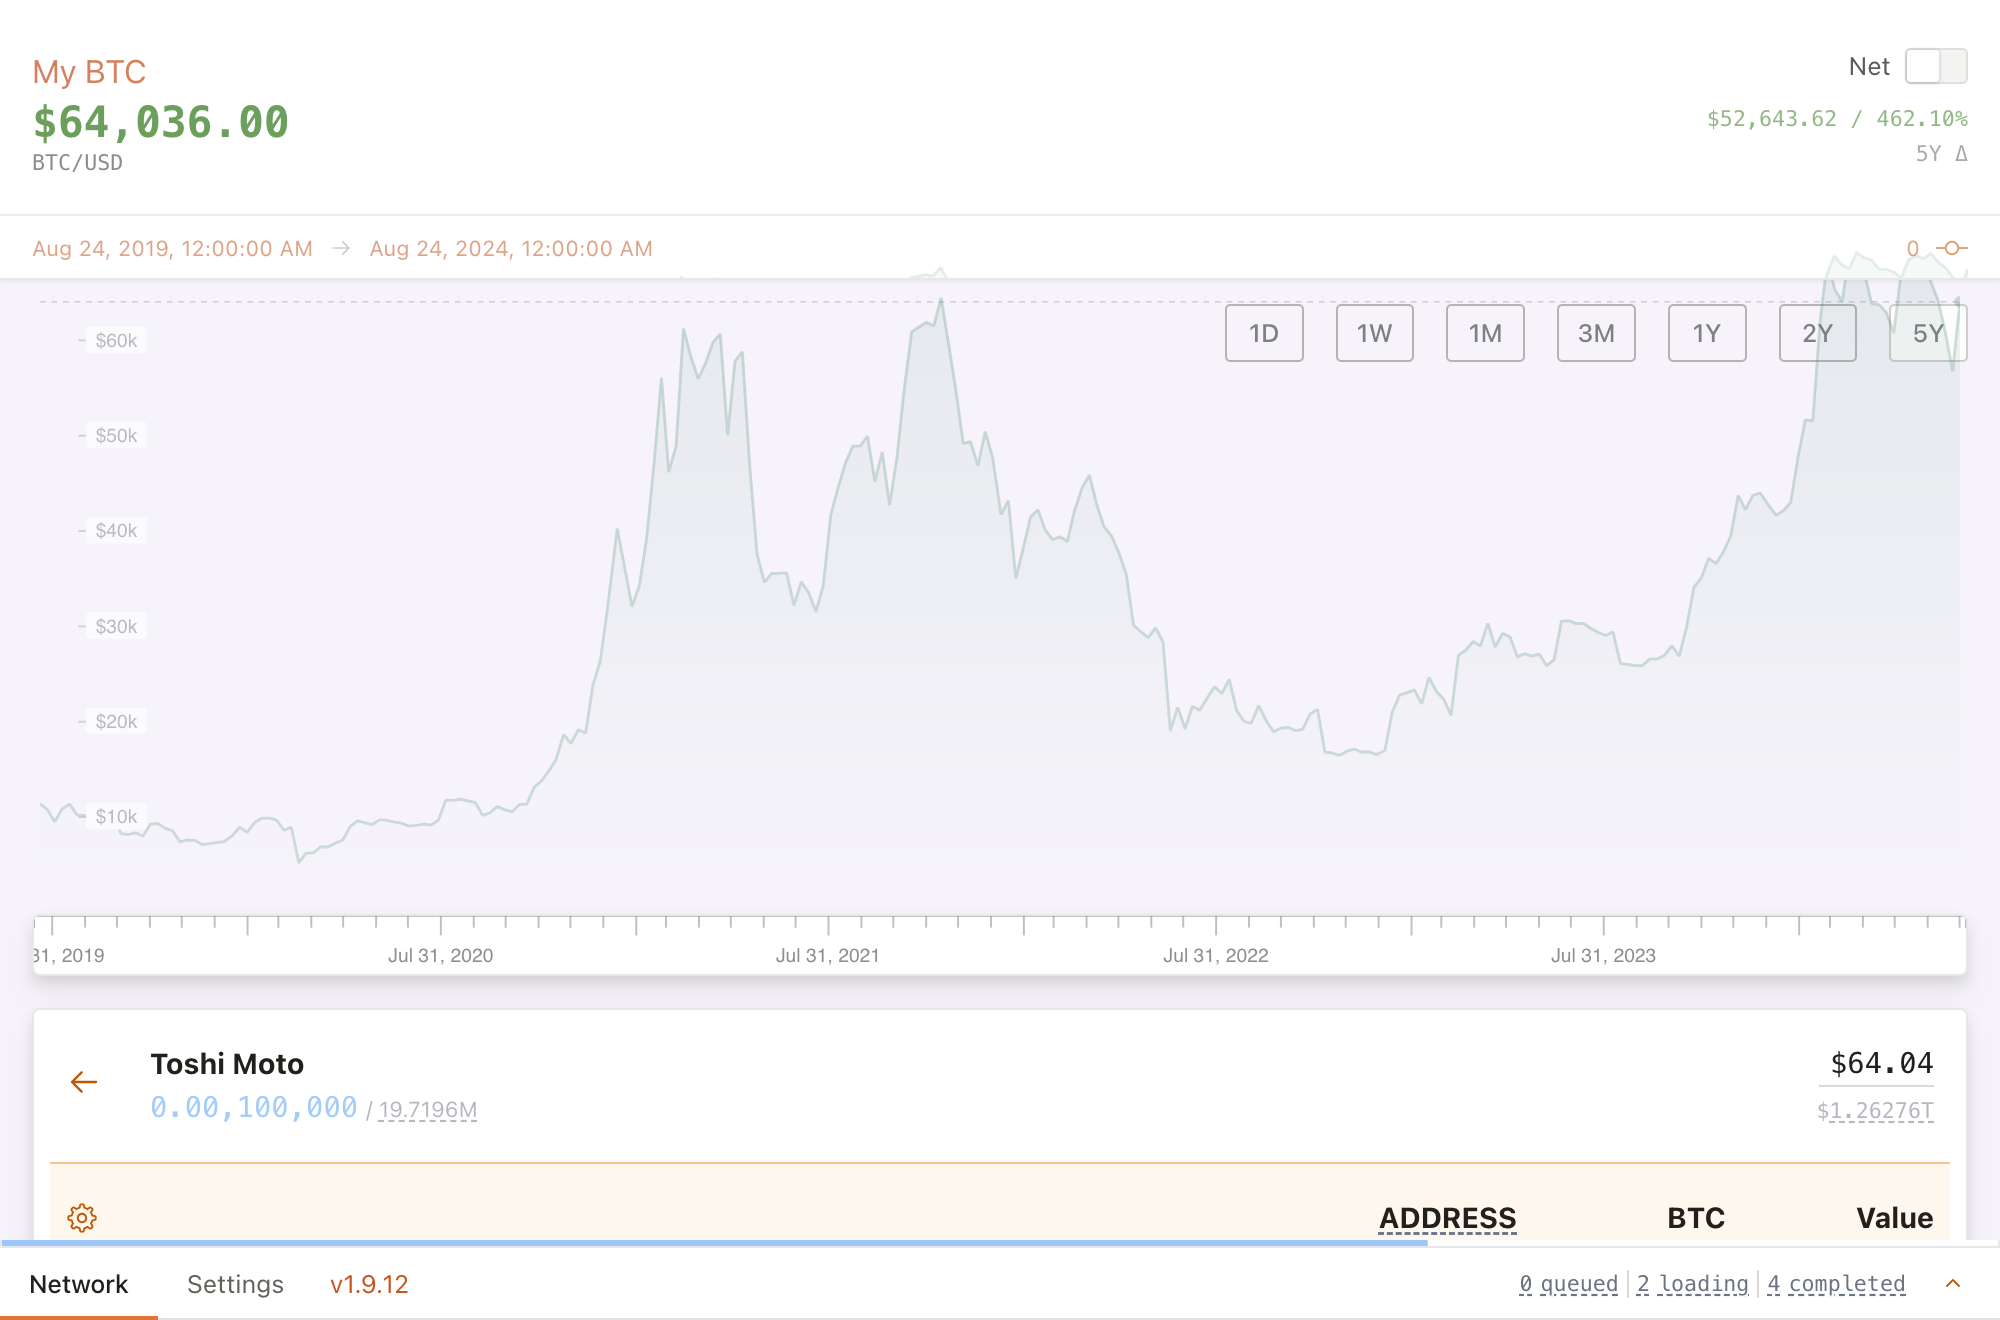 My BTC
Net
$64,036.00
$52,643.62 / 462.10%
BTC/USD
5Y Δ
Aug 24, 2019, 12:00:00 AM → Aug 24, 2024, 12:00:00 AM
0
1D 1W 1M 3M 1Y 2Y 5Y
$60k
$50k
$40k
$30k
$20k
$10k
31, 2019 Jul 31, 2020 Jul 31, 2021 Jul 31, 2022 Jul 31, 2023
Toshi Moto
$64.04
0.00,100,000 / 19.7196M
$1.26276T
ADDRESS BTC Value
Network Settings v1.9.12
0 queued 2 loading 4 completed